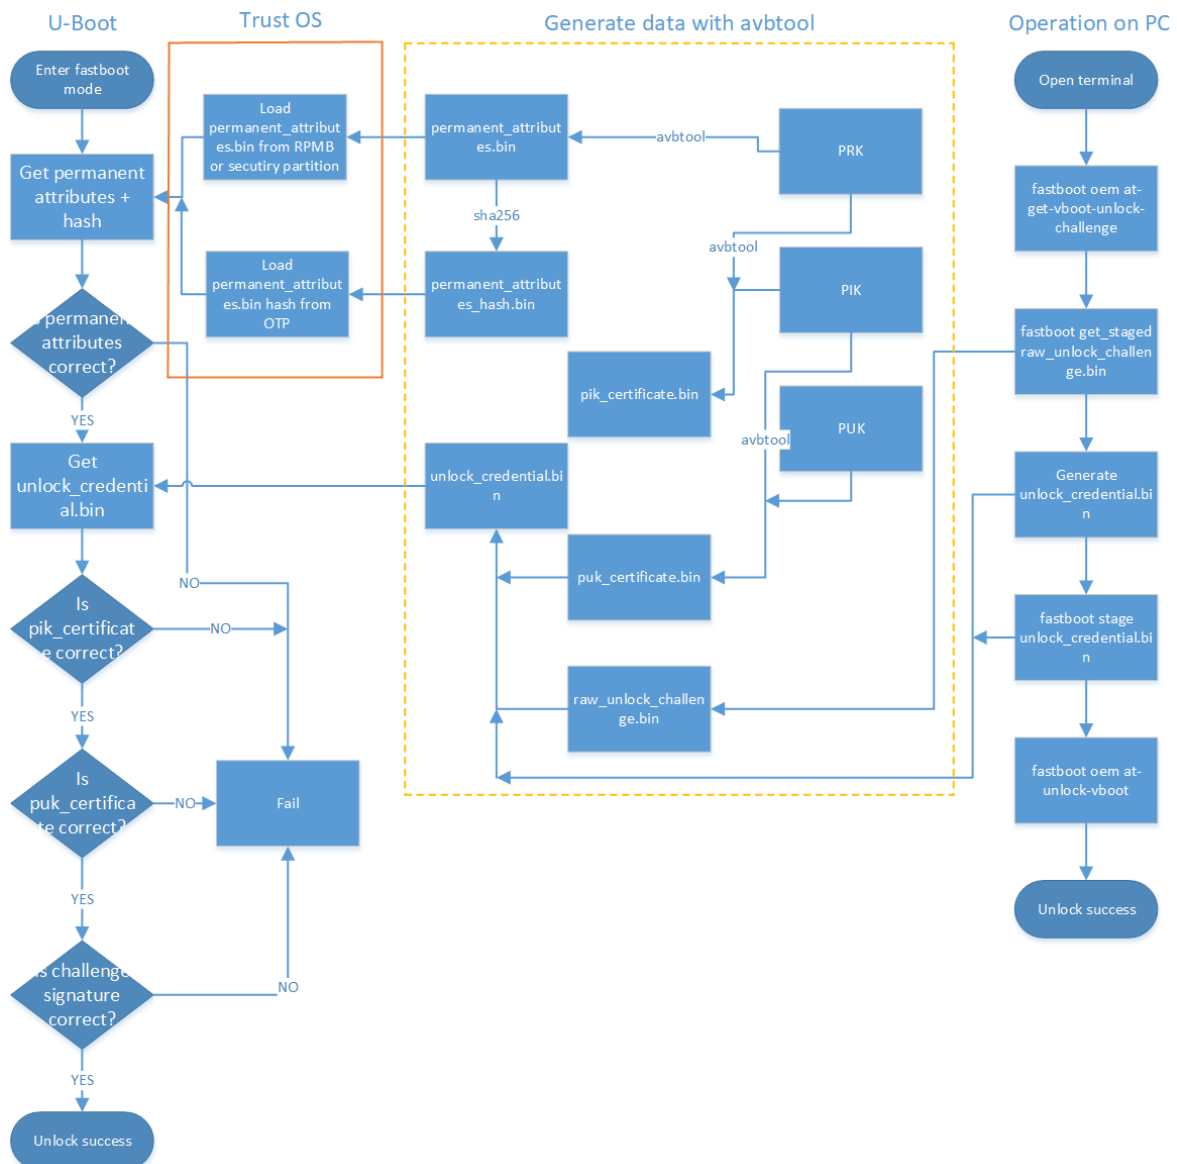 U-Boot
Trust OS
Generate data with avbtool
Operation on PC
Enter fastboot
mode
Get permanent
attributes +
hash
s permanen
attributes
correct?
YES
Get
unlock_credenti
al.bin
Is
pik_certificat
e correct?
NO
NO
YES
Is
puk_certifica
te correct?
NO
YES
Is challenge
signature
correct?
NO
YES
Unlock success
Fail
Load
permanent_attribut
es.bin from RPMB
or secutiry partition
Load
permanent_attribut
es.bin hash from
OTP
permanent_attribut
es.bin
sha256
permanent_attribut
es_hash.bin
avbtool
PRK
avbtool
PIK
pik_certificate.bin
PUK
avbtool
unlock_credential.bi
n
puk_certificate.bin
raw_unlock_challen
ge.bin
Open terminal
fastboot oem at-
get-vboot-unlock-
challenge
fastboot get_staged
raw_unlock_challe
nge.bin
Generate
unlock_credential.bi
n
fastboot stage
unlock_credential.bi
n
fastboot oem at-
unlock-vboot
Unlock success